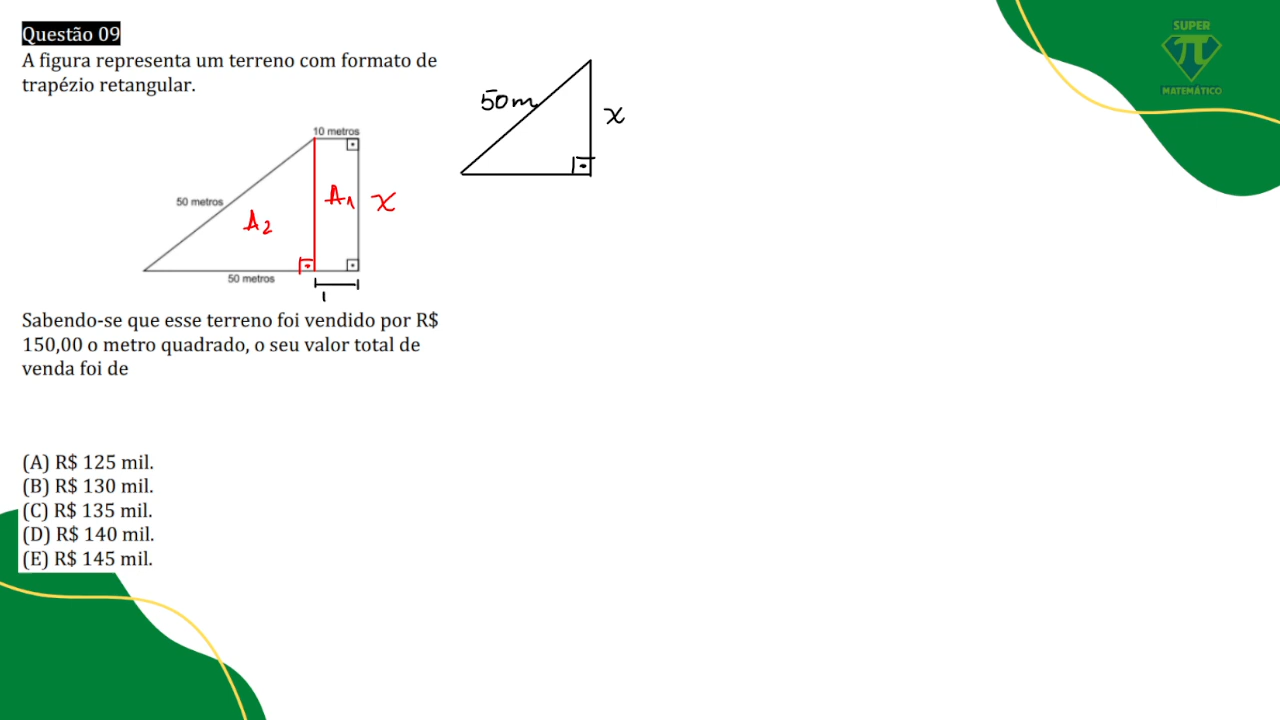 Questão 09
A figura representa um terreno com formato de
trapézio retangular.
10 metros
50 metros
A2
A1
x
50 metros
1
50m
x
Sabendo-se que esse terreno foi vendido por R$
150,00 o metro quadrado, o seu valor total de
venda foi de
(A) R$ 125 mil.
(B) R$ 130 mil.
(C) R$ 135 mil.
(D) R$ 140 mil.
(E) R$ 145 mil.
SUPER
π
MATEMÁTICO